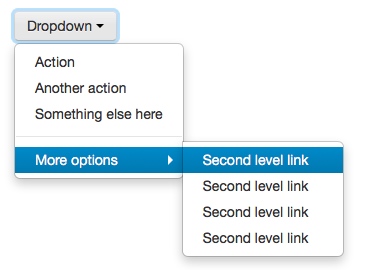 Dropdown
Action
Another action
Something else here
More options
Second level link
Second level link
Second level link
Second level link